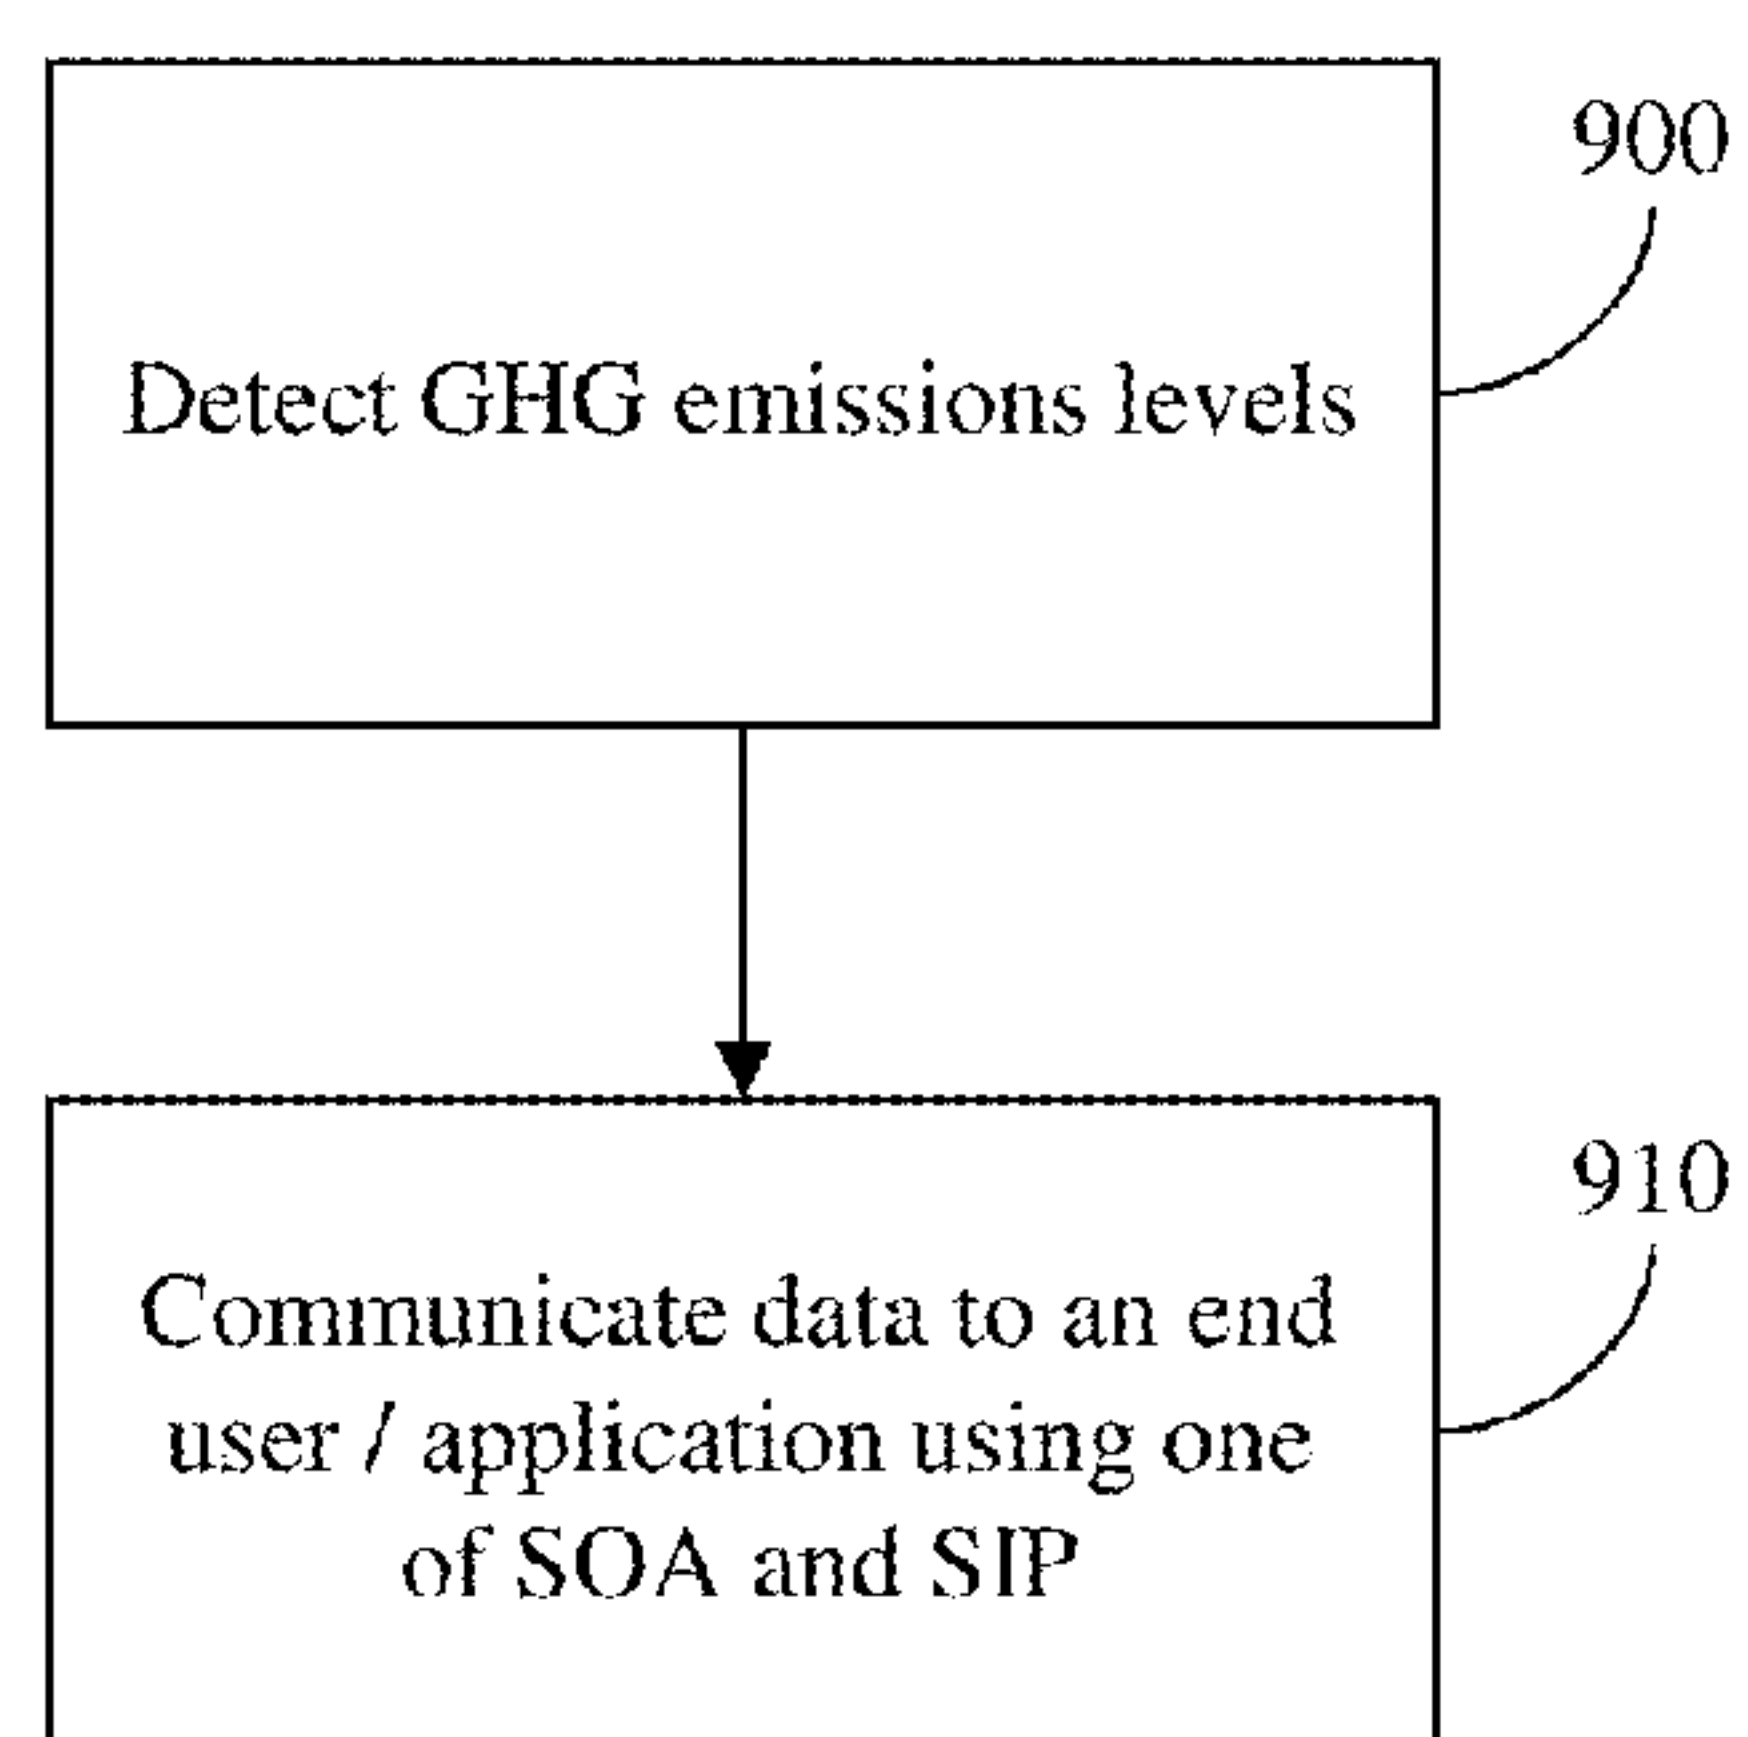 900
Detect GHG emissions levels
910
Communicate data to an end
user / application using one
of SOA and SIP